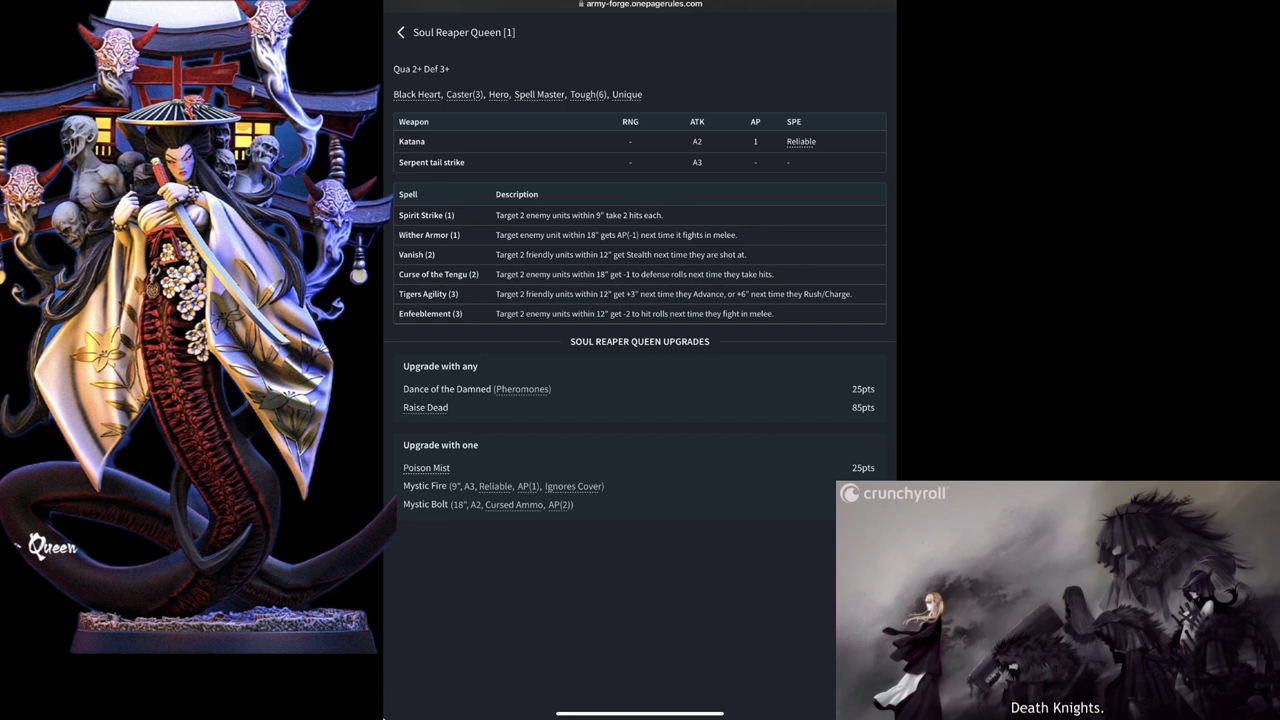 army-forge.onepagerules.com
Soul Reaper Queen [1]
Qua 2+ Def 3+
Black Heart, Caster(3), Hero, Spell Master, Tough(6), Unique
Weapon RNG ATK AP SPE
Katana - A2 1 Reliable
Serpent tail strike - A3 - -
Spell Description
Spirit Strike (1) Target 2 enemy units within 9" take 2 hits each.
Wither Armor (1) Target enemy unit within 18" gets AP(-1) next time it fights in melee.
Vanish (2) Target 2 friendly units within 12" get Stealth next time they are shot at.
Curse of the Tengu (2) Target 2 enemy units within 18" get -1 to defense rolls next time they take hits.
Tigers Agility (3) Target 2 friendly units within 12" get +3" next time they Advance, or +6" next time they Rush/Charge.
Enfeeblement (3) Target 2 enemy units within 12" get -2 to hit rolls next time they fight in melee.
SOUL REAPER QUEEN UPGRADES
Upgrade with any
Dance of the Damned (Pheromones) 25pts
Raise Dead 85pts
Upgrade with one
Poison Mist 25pts
Mystic Fire (9", A3, Reliable, AP(1), Ignores Cover)
Mystic Bolt (18", A2, Cursed Ammo, AP(2))
Queen
crunchyroll
Death Knights.